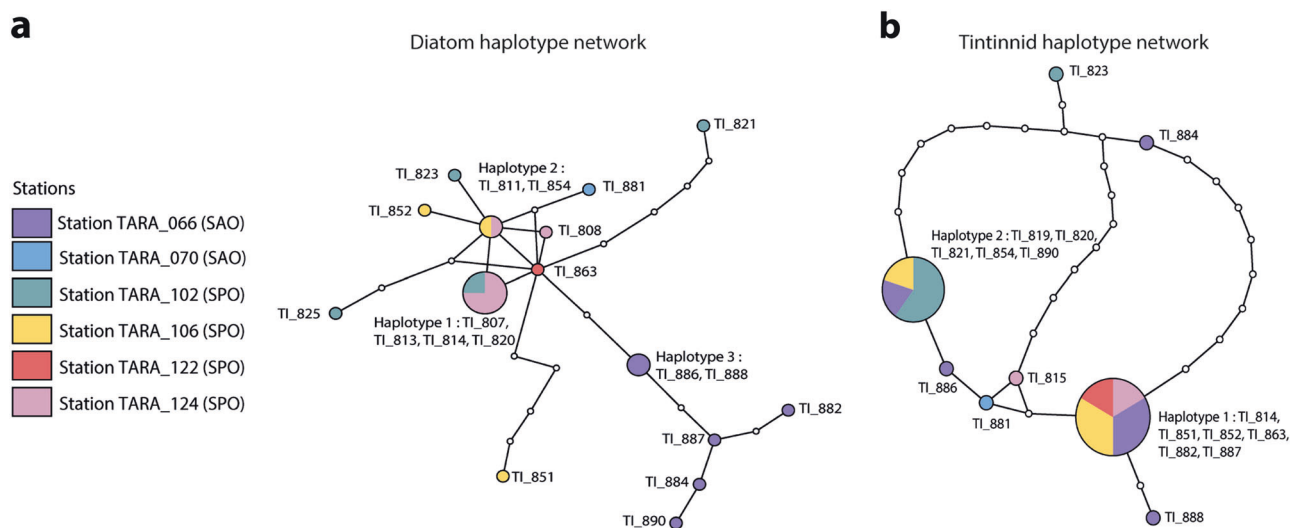 a
Diatom haplotype network
Stations
Station TARA_066 (SAO)
Station TARA_070 (SAO)
Station TARA_102 (SPO)
Station TARA_106 (SPO)
Station TARA_122 (SPO)
Station TARA_124 (SPO)
TI_821
TI_823
Haplotype 2 :
TI_811, TI_854
TI_881
TI_852
TI_808
TI_863
TI_825
Haplotype 1 : TI_807,
TI_813, TI_814, TI_820
Haplotype 3 :
TI_886, TI_888
TI_882
TI_887
TI_851
TI_884
TI_890
b
Tintinnid haplotype network
TI_823
TI_884
Haplotype 2 : TI_819, TI_820,
TI_821, TI_854, TI_890
TI_886
TI_815
TI_881
Haplotype 1 : TI_814,
TI_851, TI_852, TI_863,
TI_882, TI_887
TI_888